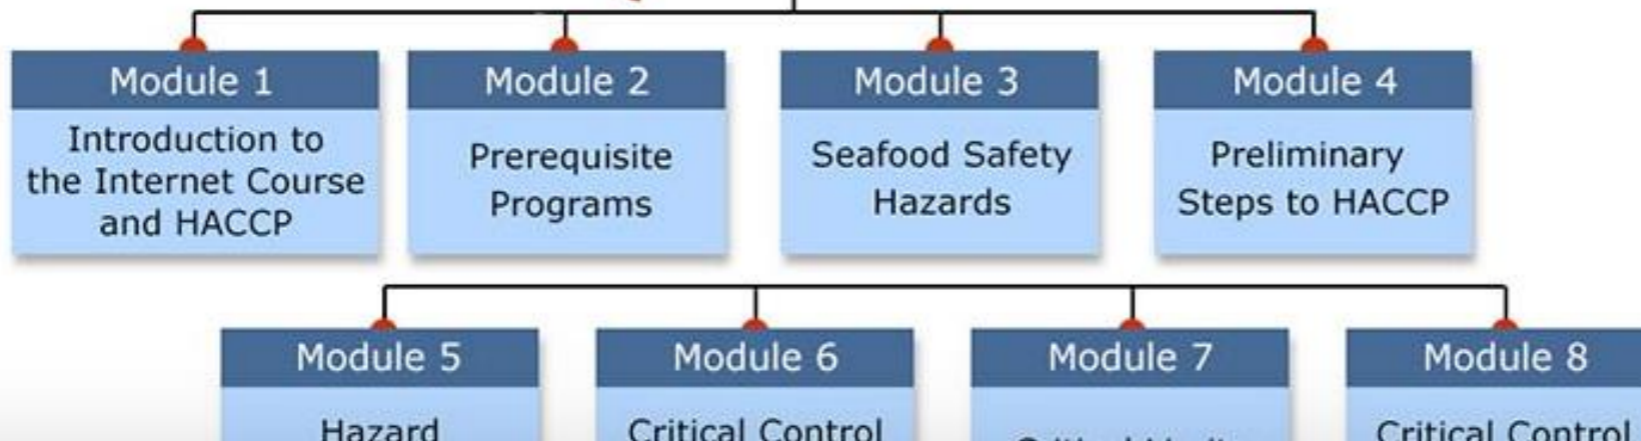 Module 1
Introduction to
the Internet Course
and HACCP
Module 2
Prerequisite
Programs
Module 3
Seafood Safety
Hazards
Module 4
Preliminary
Steps to HACCP
Module 5
Hazard
Module 6
Critical Control
Module 7
Module 8
Critical Control